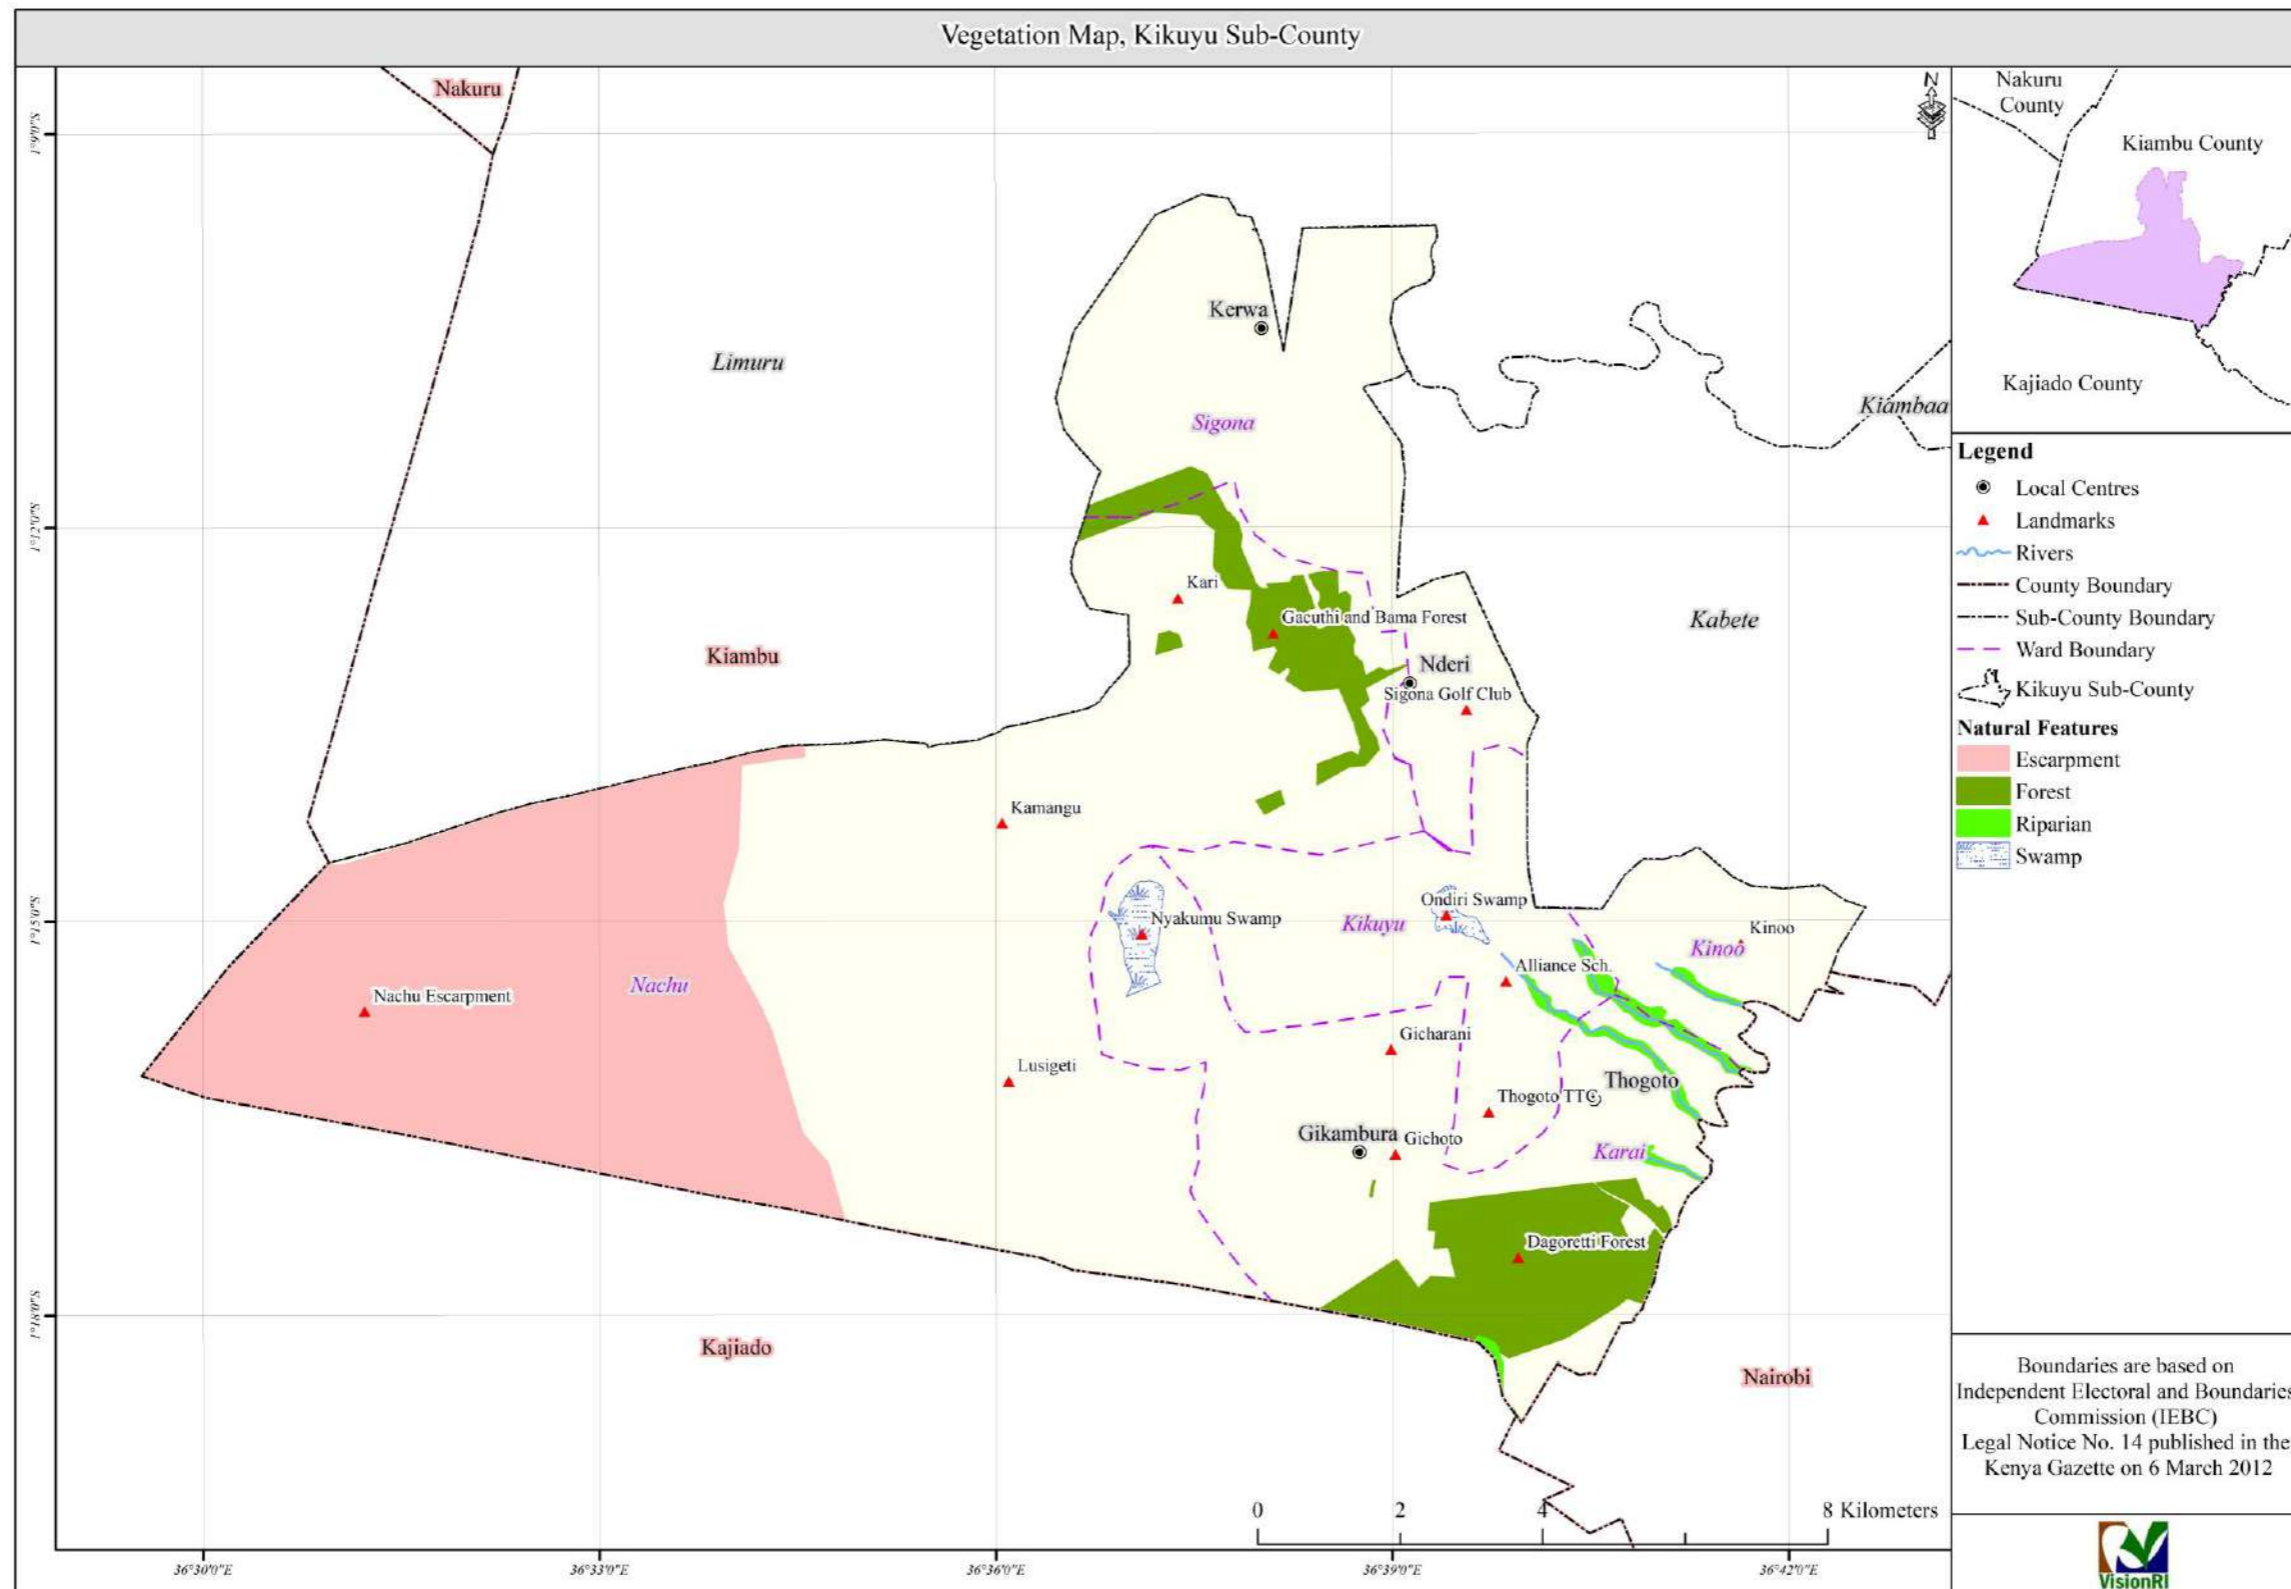 Vegetation Map, Kikuyu Sub-County
Nakuru
N
1°9'0"S
Kerwa
Limuru
Kiambaa
Sigona
1°12'0"S
Kari
Gacuthi and Bama Forest
Kabete
Kiambu
Nderi
Sigona Golf Club
Kamangu
Ondiri Swamp
1°15'0"S
Nyakumu Swamp
Kikuyu
Kinoo
Kinoo
Alliance Sch.
Nachu
Nachu Escarpment
Gicharani
Lusigeti
Thogoto
Thogoto TTC
Gikambura
Gichoto
Karai
Dagoretti Forest
1°18'0"S
Kajiado
Nairobi
0 2 4 8 Kilometers
36°30'0"E 36°33'0"E 36°36'0"E 36°39'0"E 36°42'0"E
Nakuru
County
Kiambu County
Kajiado County
Legend
Local Centres
Landmarks
Rivers
County Boundary
Sub-County Boundary
Ward Boundary
Kikuyu Sub-County
Natural Features
Escarpment
Forest
Riparian
Swamp
Boundaries are based on
Independent Electoral and Boundaries
Commission (IEBC)
Legal Notice No. 14 published in the
Kenya Gazette on 6 March 2012
VisionRI